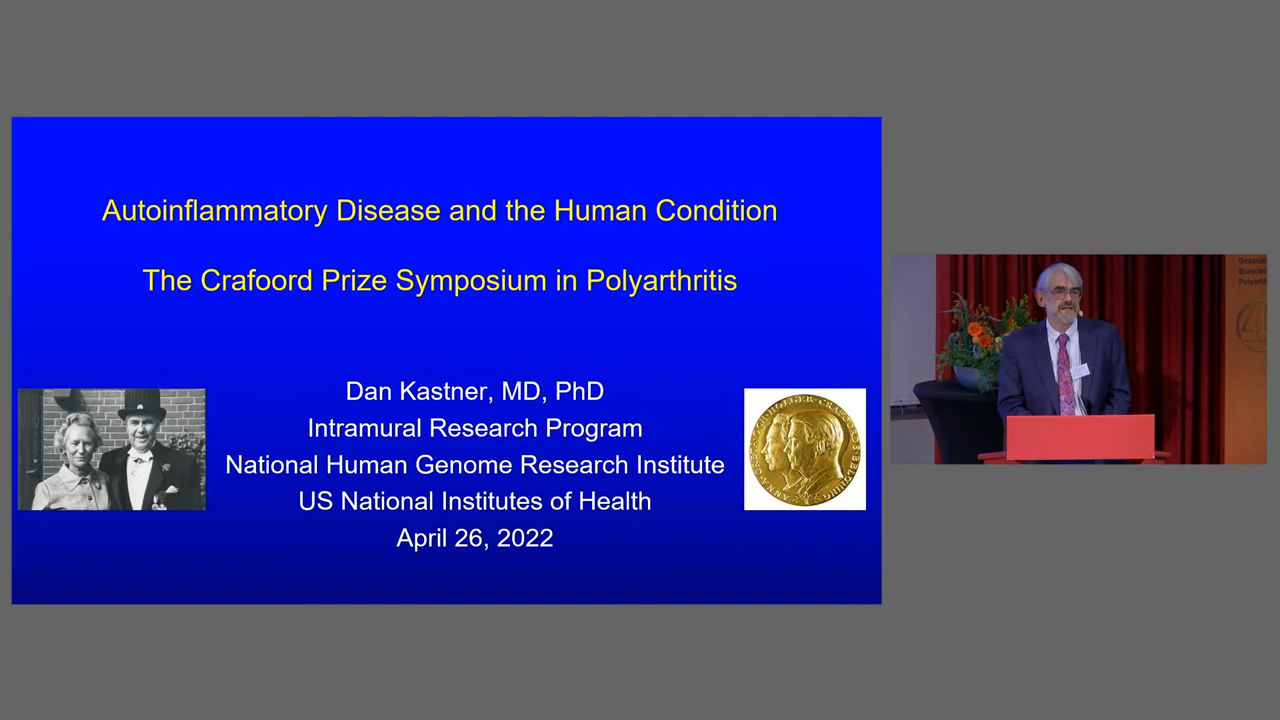 Autoinflammatory Disease and the Human Condition
The Crafoord Prize Symposium in Polyarthritis
Dan Kastner, MD, PhD
Intramural Research Program
National Human Genome Research Institute
US National Institutes of Health
April 26, 2022